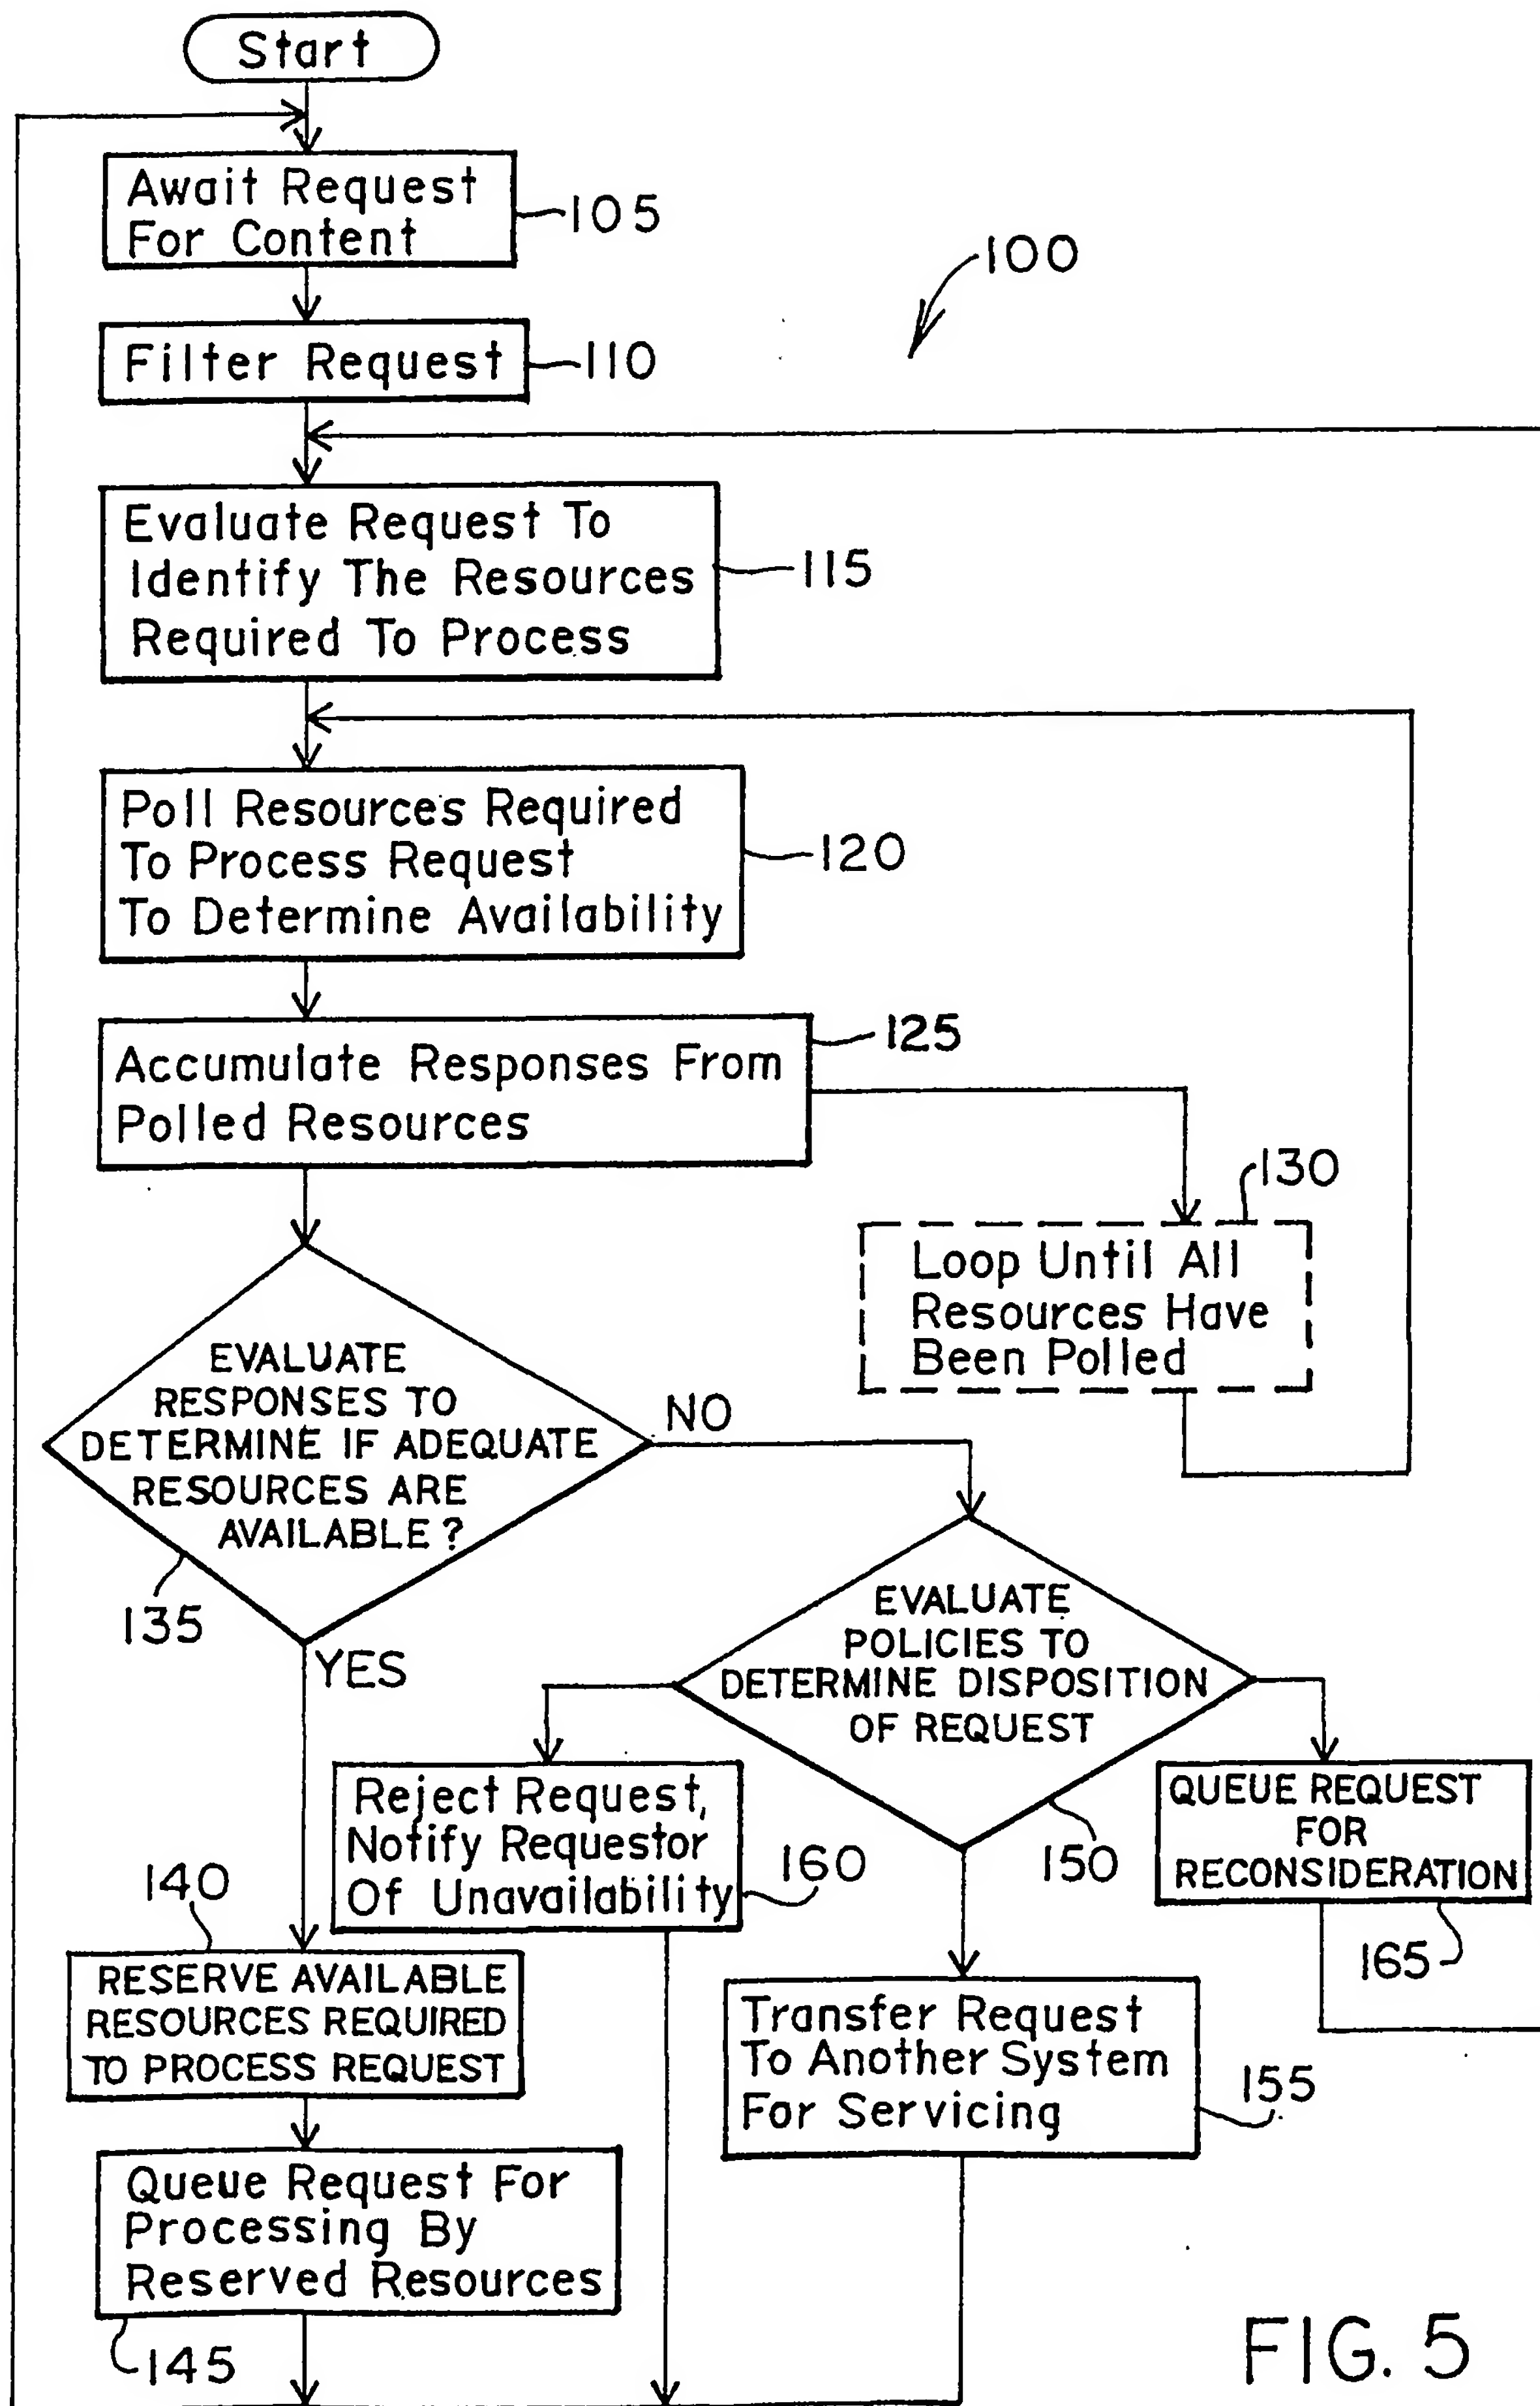 Start
Await Request
For Content
105
100
Filter Request
110
Evaluate Request To
Identify The Resources
Required To Process
115
Poll Resources Required
To Process Request
To Determine Availability
120
Accumulate Responses From
Polled Resources
125
130
Loop Until All
Resources Have
Been Polled
EVALUATE
RESPONSES TO
DETERMINE IF ADEQUATE
RESOURCES ARE
AVAILABLE?
NO
135
YES
EVALUATE
POLICIES TO
DETERMINE DISPOSITION
OF REQUEST
150
Reject Request,
Notify Requestor
Of Unavailability
160
QUEUE REQUEST
FOR
RECONSIDERATION
165
140
RESERVE AVAILABLE
RESOURCES REQUIRED
TO PROCESS REQUEST
Transfer Request
To Another System
For Servicing
155
Queue Request For
Processing By
Reserved Resources
145
FIG. 5